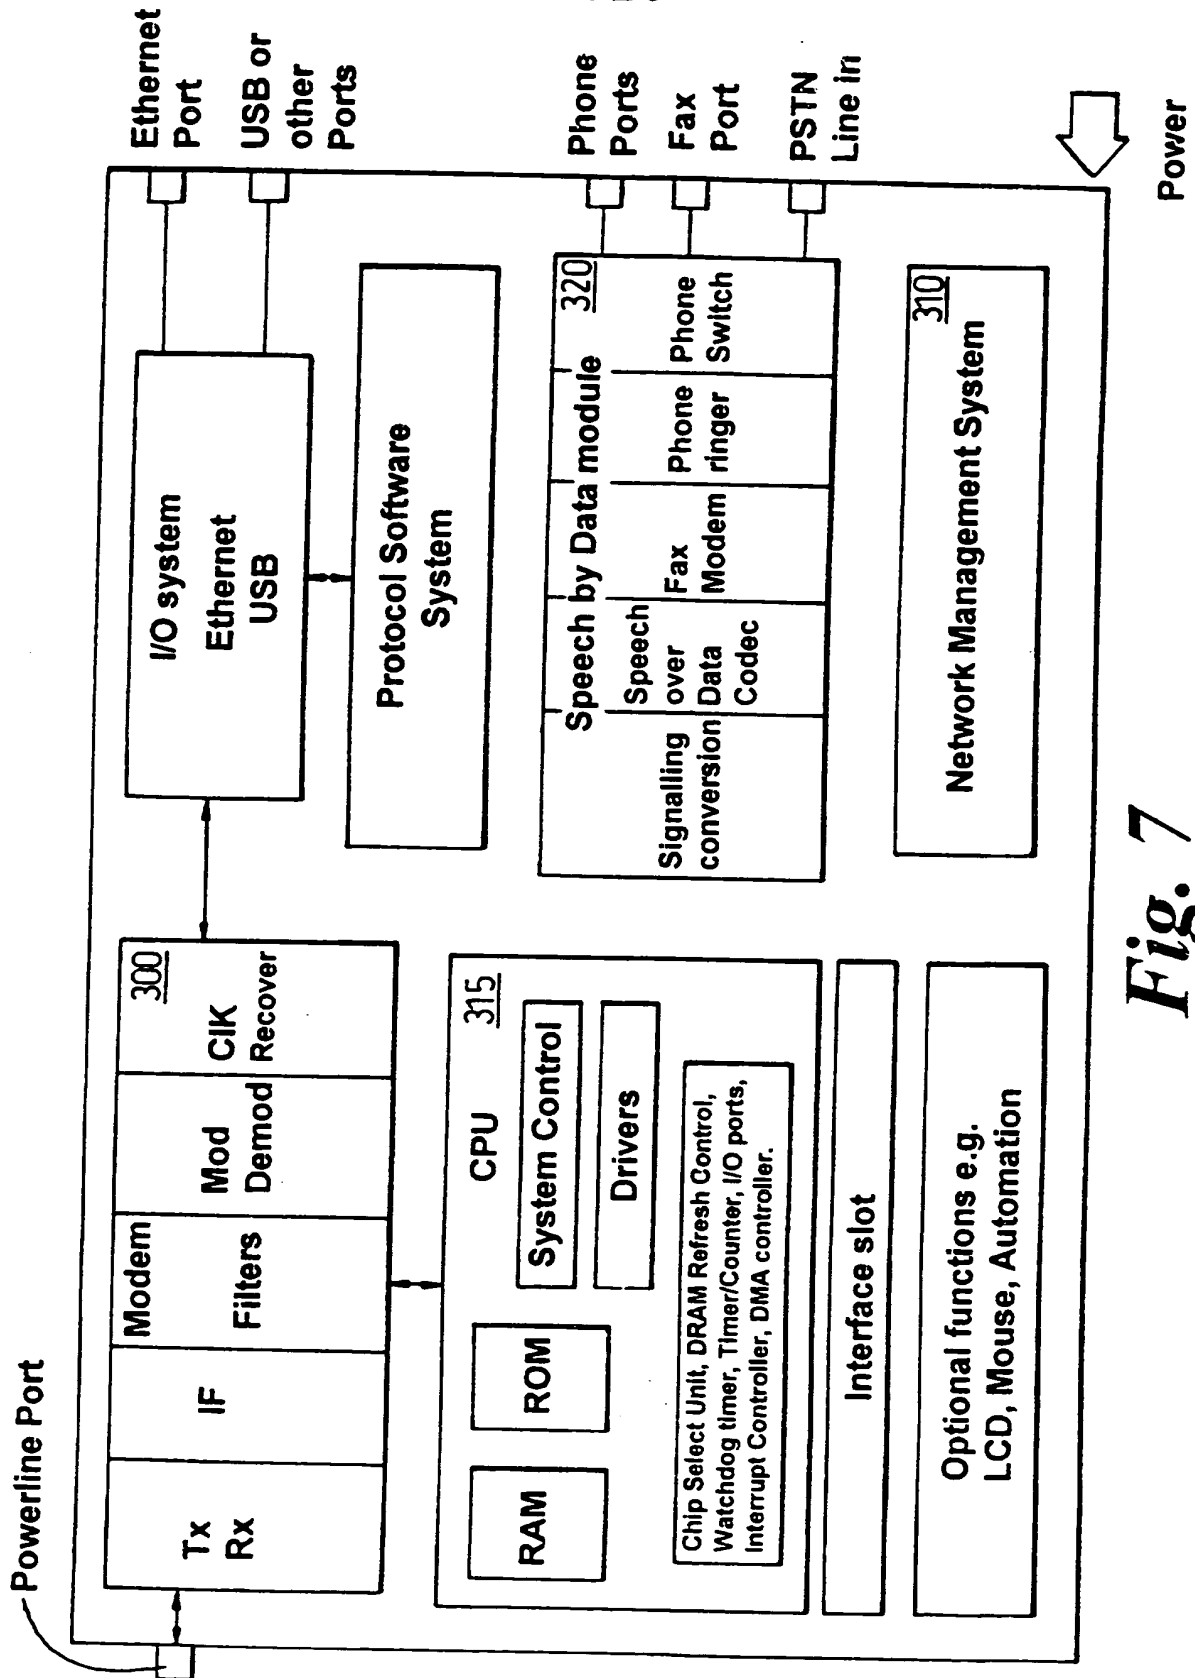 Powerline Port
Tx
Rx
IF
Modem
Filters
Mod
Demod
300
ClK
Recover
I/O system
Ethernet
USB
Ethernet
Port
USB or
other
Ports
Protocol Software
System
CPU
315
System Control
Drivers
RAM
ROM
Chip Select Unit, DRAM Refresh Control,
Watchdog timer, Timer/Counter, I/O ports,
Interrupt Controller, DMA controller.
Speech by Data module
320
Signalling
conversion
Speech
over
Data
Codec
Fax
Modem
Phone
ringer
Phone
Switch
Phone
Ports
Fax
Port
PSTN
Line in
Interface slot
Optional functions e.g.
LCD, Mouse, Automation
310
Network Management System
Power
Fig. 7